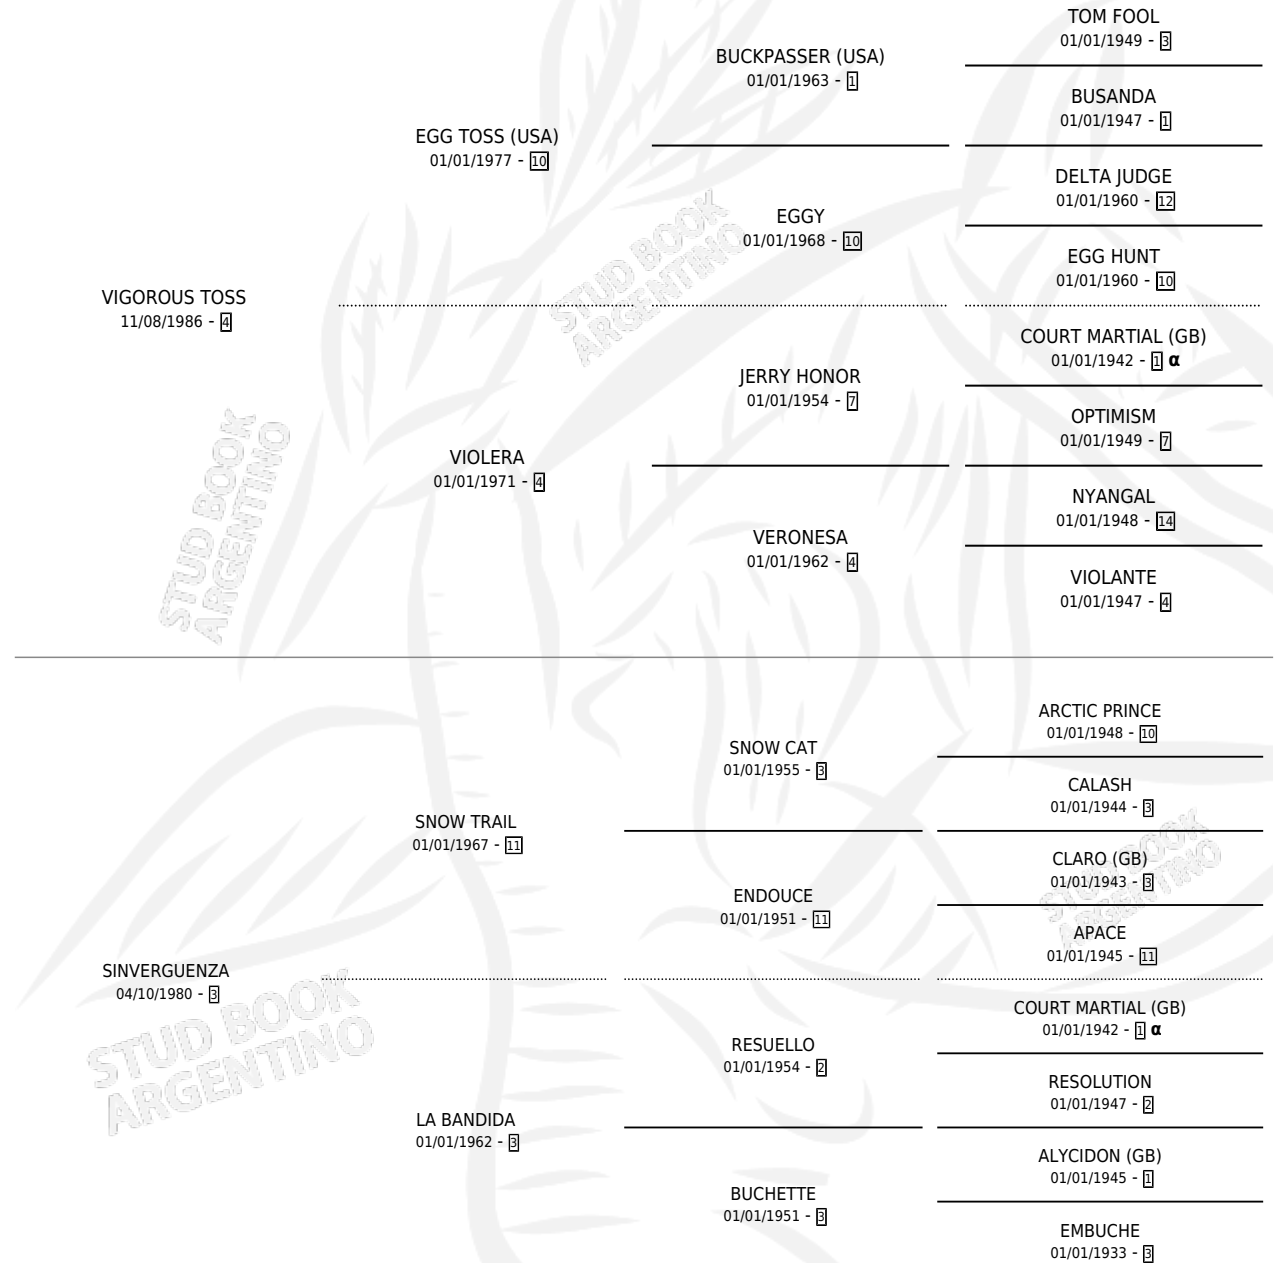 TOM FOOL
01/01/1949 - 3
BUCKPASSER (USA)
01/01/1963 - 1
BUSANDA
01/01/1947 - 1
EGG TOSS (USA)
01/01/1977 - 10
DELTA JUDGE
01/01/1960 - 12
EGGY
01/01/1968 - 10
EGG HUNT
01/01/1960 - 10
STUD BOOK
ARGENTINO
VIGOROUS TOSS
11/08/1986 - 4
COURT MARTIAL (GB)
01/01/1942 - 1 α
JERRY HONOR
01/01/1954 - 7
OPTIMISM
01/01/1949 - 7
VIOLERA
01/01/1971 - 4
NYANGAL
01/01/1948 - 14
VERONESA
01/01/1962 - 4
VIOLANTE
01/01/1947 - 4
STUD BOOK
ARGENTINO
ARCTIC PRINCE
01/01/1948 - 10
SNOW CAT
01/01/1955 - 3
CALASH
01/01/1944 - 3
SNOW TRAIL
01/01/1967 - 11
CLARO (GB)
01/01/1943 - 3
ENDOUCE
01/01/1951 - 11
APACE
01/01/1945 - 11
STUD BOOK
ARGENTINO
SINVERGUENZA
04/10/1980 - 3
COURT MARTIAL (GB)
01/01/1942 - 1 α
RESUELLO
01/01/1954 - 2
RESOLUTION
01/01/1947 - 2
STUD BOOK
ARGENTINO
LA BANDIDA
01/01/1962 - 3
ALYCIDON (GB)
01/01/1945 - 1
BUCHETTE
01/01/1951 - 3
EMBUCHE
01/01/1933 - 3